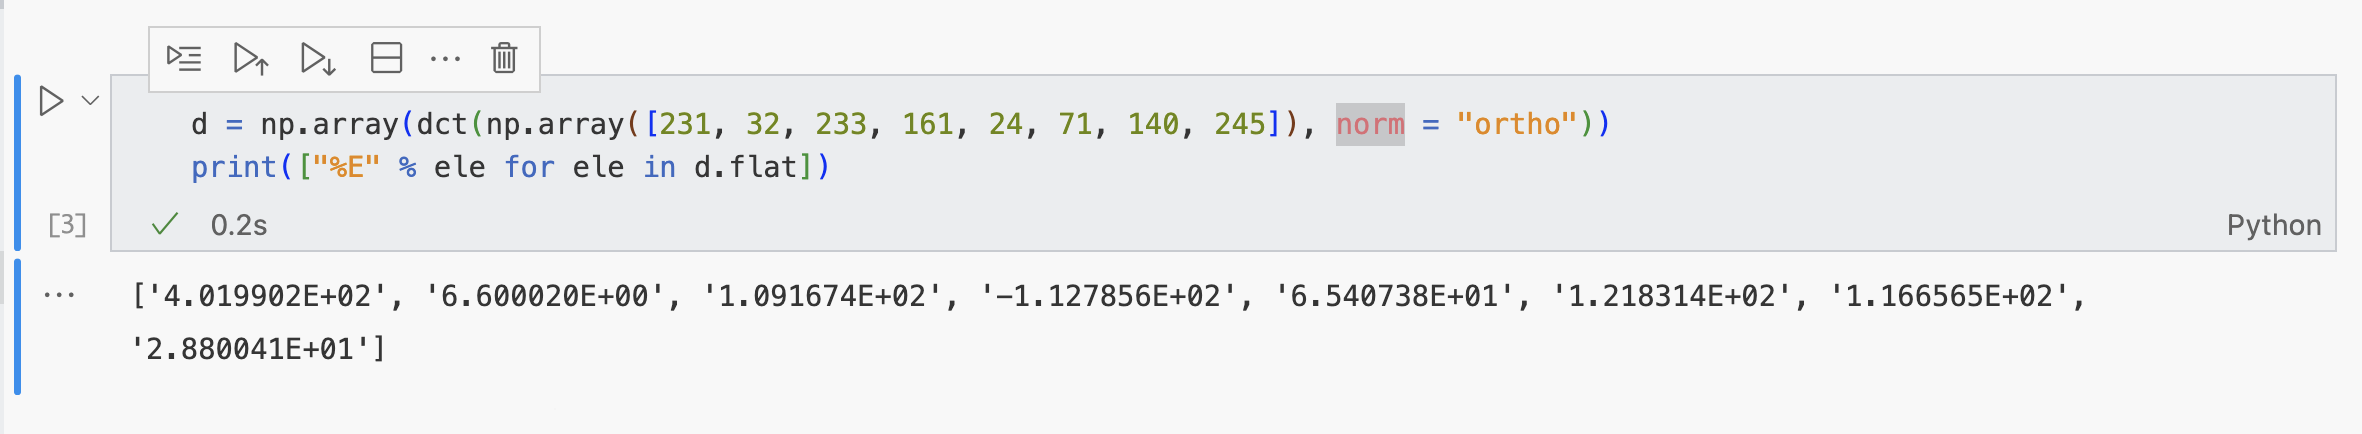 d = np.array(dct(np.array([231, 32, 233, 161, 24, 71, 140, 245]), norm = "ortho"))
print(["%E" % ele for ele in d.flat])
[3]
0.2s
Python
['4.019902E+02', '6.600020E+00', '1.091674E+02', '-1.127856E+02', '6.540738E+01', '1.218314E+02', '1.166565E+02',
'2.880041E+01']